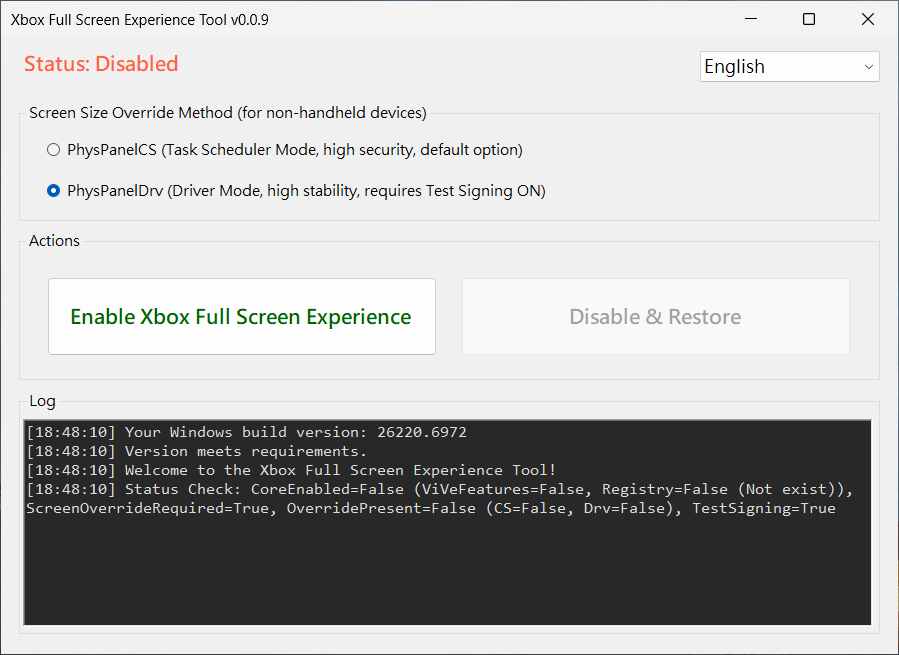 Xbox Full Screen Experience Tool v0.0.9
Status: Disabled
English
Screen Size Override Method (for non-handheld devices)
PhysPanelCS (Task Scheduler Mode, high security, default option)
PhysPanelDrv (Driver Mode, high stability, requires Test Signing ON)
Actions
Enable Xbox Full Screen Experience
Disable & Restore
Log
[18:48:10] Your Windows build version: 26220.6972
[18:48:10] Version meets requirements.
[18:48:10] Welcome to the Xbox Full Screen Experience Tool!
[18:48:10] Status Check: CoreEnabled=False (ViVeFeatures=False, Registry=False (Not exist)),
ScreenOverrideRequired=True, OverridePresent=False (CS=False, Drv=False), TestSigning=True